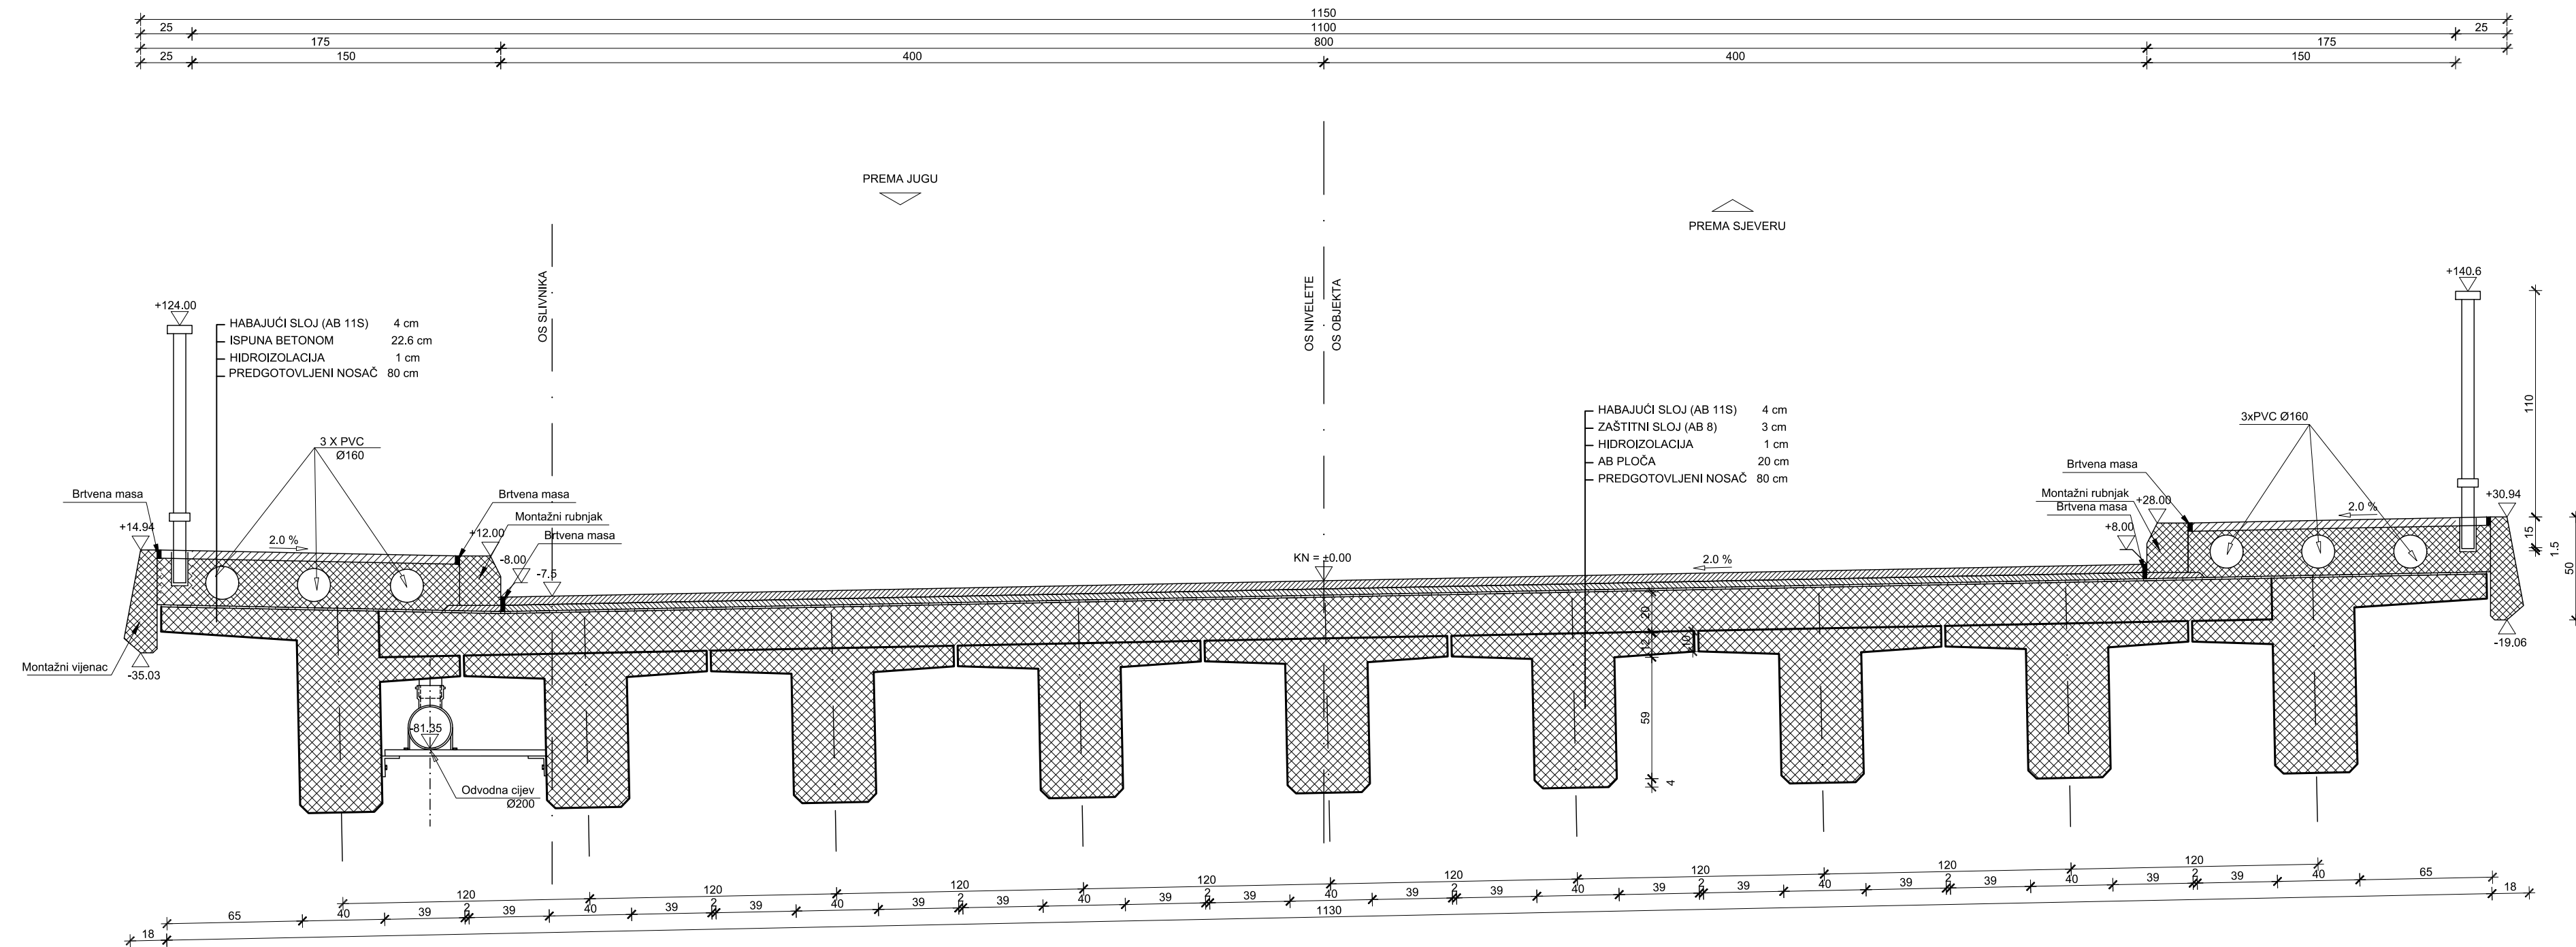 1150
25
1100
25
175
800
175
25
150
400
400
150
PREMA JUGU
PREMA SJEVERU
OS SLIVNIKA
OS NIVELETE
OS OBJEKTA
+124.00
+140.6
HABAJUĆI SLOJ (AB 11S) 4 cm
ISPUNA BETONOM 22.6 cm
HIDROIZOLACIJA 1 cm
PREDGOTOVLJENI NOSAČ 80 cm
HABAJUĆI SLOJ (AB 11S) 4 cm
ZAŠTITNI SLOJ (AB 8) 3 cm
HIDROIZOLACIJA 1 cm
AB PLOČA 20 cm
PREDGOTOVLJENI NOSAČ 80 cm
3 X PVC
Ø160
3xPVC Ø160
110
Brtvena masa
Brtvena masa
Montažni rubnjak
Brtvena masa
Brtvena masa
Montažni rubnjak
Brtvena masa
+14.94
+12.00
-8.00
-7.5
2.0 %
KN = ±0.00
2.0 %
+28.00
+8.00
2.0 %
+30.94
15
1.5
50
Montažni vijenac
-35.03
-19.06
20
12
10
59
4
-81.35
Odvodna cijev
Ø200
120
120
120
120
120
120
120
120
65
40
39
2
39
40
39
2
39
40
39
2
39
40
39
2
39
40
39
2
39
40
39
2
39
40
39
2
39
40
39
2
39
40
65
18
1130
18